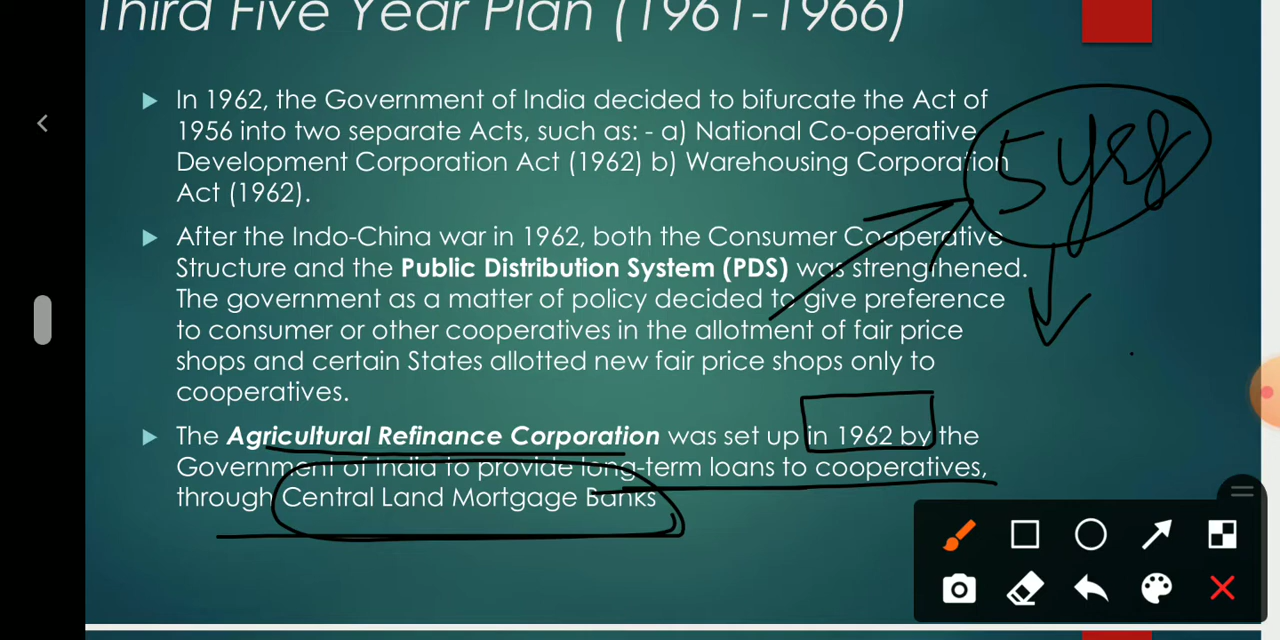 Third Five Year Plan (1961-1966)
In 1962, the Government of India decided to bifurcate the Act of
1956 into two separate Acts, such as: - a) National Co-operative
Development Corporation Act (1962) b) Warehousing Corporation
Act (1962).
After the Indo-China war in 1962, both the Consumer Cooperative
Structure and the Public Distribution System (PDS) was strengthened.
The government as a matter of policy decided to give preference
to consumer or other cooperatives in the allotment of fair price
shops and certain States allotted new fair price shops only to
cooperatives.
The Agricultural Refinance Corporation was set up in 1962 by the
Government of India to provide long-term loans to cooperatives,
through Central Land Mortgage Banks
5 yrs